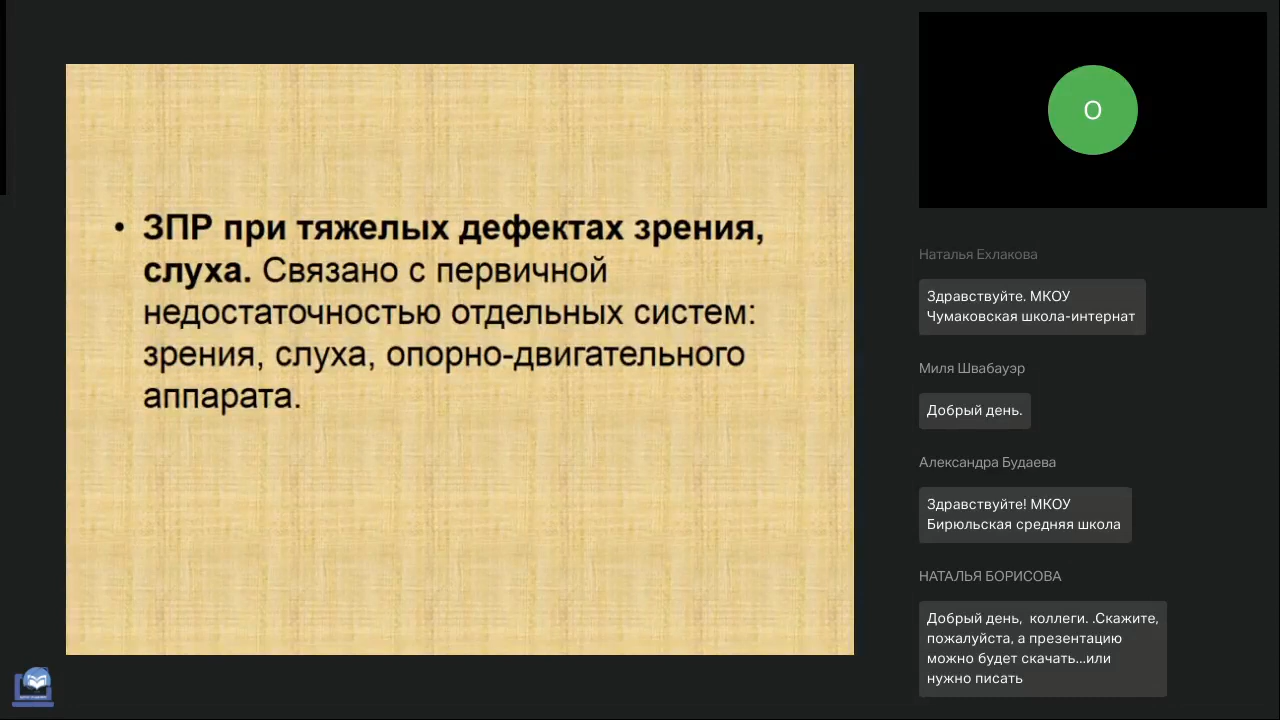 • ЗПР при тяжелых дефектах зрения,
слуха. Связано с первичной
недостаточностью отдельных систем:
зрения, слуха, опорно-двигательного
аппарата.
О
Наталья Ехлакова
Здравствуйте. МКОУ
Чумаковская школа-интернат
Миля Швабауэр
Добрый день.
Александра Будаева
Здравствуйте! МКОУ
Бирюльская средняя школа
НАТАЛЬЯ БОРИСОВА
Добрый день, коллеги. .Скажите,
пожалуйста, а презентацию
можно будет скачать...или
нужно писать